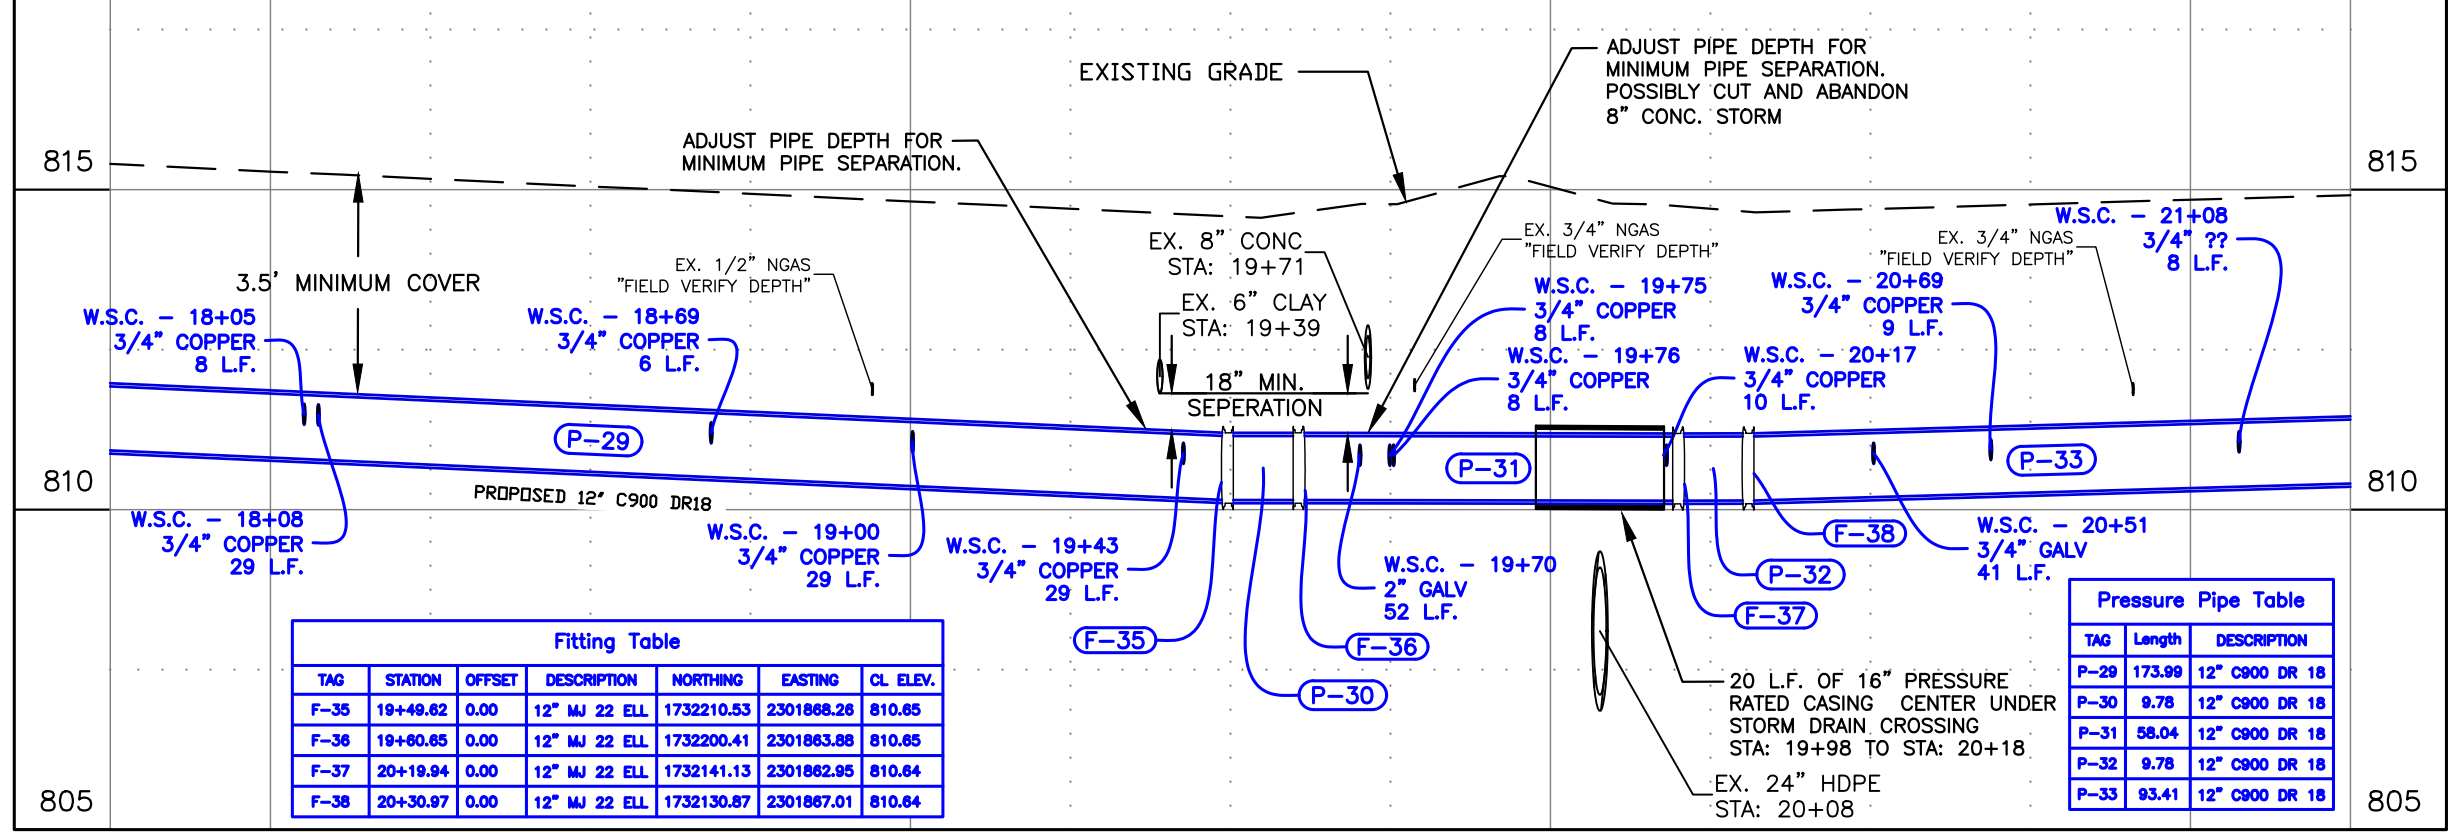 ADJUST PIPE DEPTH FOR
MINIMUM PIPE SEPARATION.
POSSIBLY CUT AND ABANDON
8" CONC. STORM
EXISTING GRADE
ADJUST PIPE DEPTH FOR
MINIMUM PIPE SEPARATION.
815
815
3.5' MINIMUM COVER
EX. 1/2" NGAS
"FIELD VERIFY DEPTH"
EX. 8" CONC
STA: 19+71
EX. 6" CLAY
STA: 19+39
EX. 3/4" NGAS
"FIELD VERIFY DEPTH"
EX. 3/4" NGAS
"FIELD VERIFY DEPTH"
W.S.C. - 21+08
3/4" ??
8 L.F.
W.S.C. - 18+05
3/4" COPPER
8 L.F.
W.S.C. - 18+69
3/4" COPPER
6 L.F.
18" MIN.
SEPERATION
W.S.C. - 19+75
3/4" COPPER
8 L.F.
W.S.C. - 19+76
3/4" COPPER
8 L.F.
W.S.C. - 20+17
3/4" COPPER
10 L.F.
W.S.C. - 20+69
3/4" COPPER
9 L.F.
P-29
P-31
P-33
810
810
PROPOSED 12" C900 DR18
W.S.C. - 18+08
3/4" COPPER
29 L.F.
W.S.C. - 19+00
3/4" COPPER
29 L.F.
W.S.C. - 19+43
3/4" COPPER
29 L.F.
W.S.C. - 19+70
2" GALV
52 L.F.
F-38
P-32
F-37
W.S.C. - 20+51
3/4" GALV
41 L.F.
F-35
F-36
P-30
20 L.F. OF 16" PRESSURE
RATED CASING CENTER UNDER
STORM DRAIN CROSSING
STA: 19+98 TO STA: 20+18
EX. 24" HDPE
STA: 20+08
Fitting Table
TAG STATION OFFSET DESCRIPTION NORTHING EASTING CL ELEV.
F-35 19+49.62 0.00 12" MJ 22 ELL 1732210.53 2301868.26 810.65
F-36 19+60.65 0.00 12" MJ 22 ELL 1732200.41 2301863.88 810.65
F-37 20+19.94 0.00 12" MJ 22 ELL 1732141.13 2301862.95 810.64
F-38 20+30.97 0.00 12" MJ 22 ELL 1732130.87 2301867.01 810.64
Pressure Pipe Table
TAG Length DESCRIPTION
P-29 173.99 12" C900 DR 18
P-30 9.78 12" C900 DR 18
P-31 58.04 12" C900 DR 18
P-32 9.78 12" C900 DR 18
P-33 93.41 12" C900 DR 18
805
805